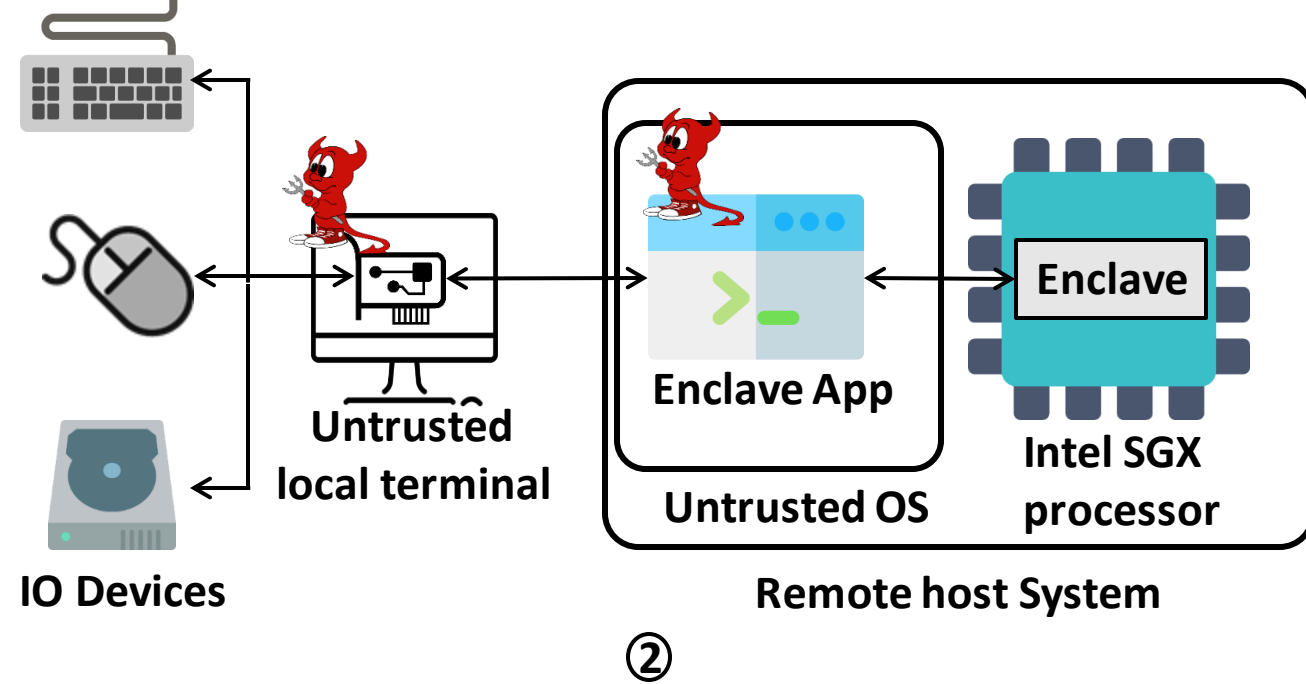 Enclave
Enclave App
Untrusted
local terminal
Intel SGX
processor
Untrusted OS
IO Devices
Remote host System
②